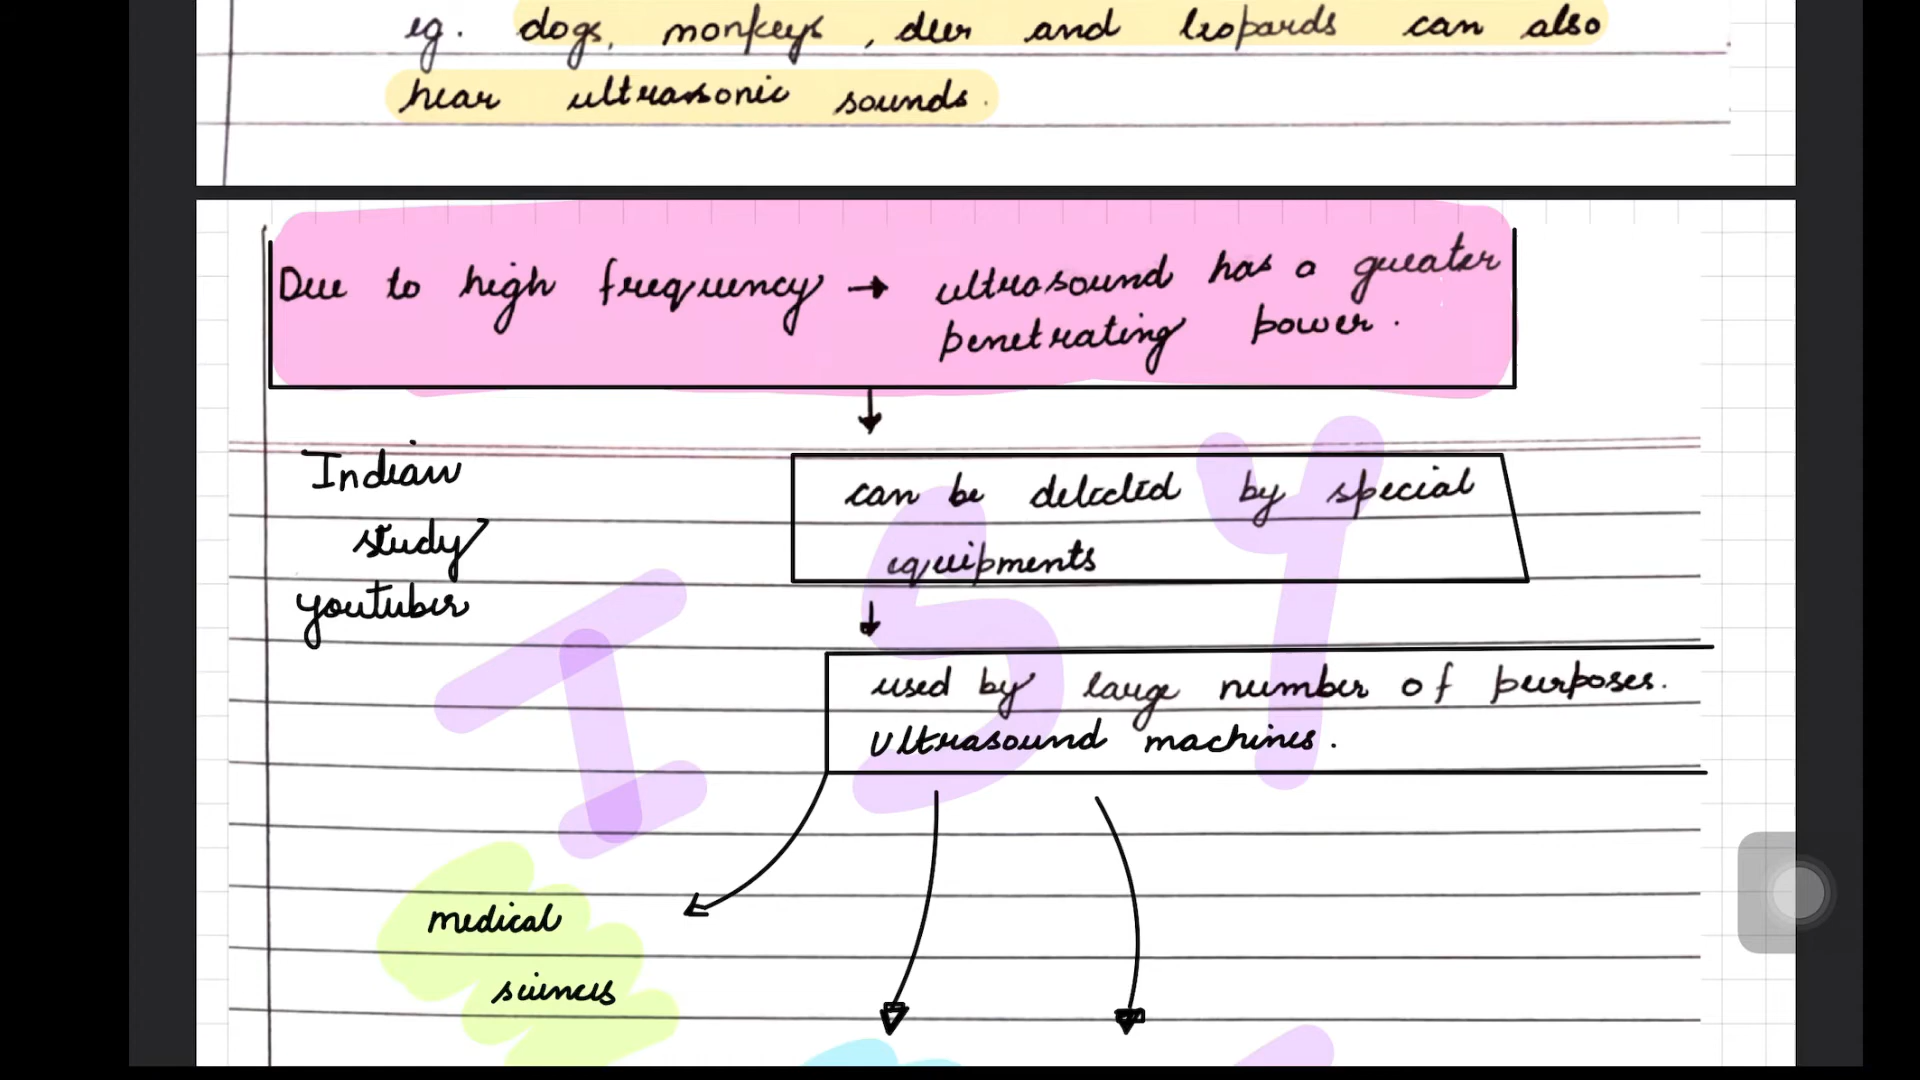 eg. dogs, monkeys, deer and leopards can also
hear ultrasonic sounds.
Due to high frequency → ultrasound has a greater
penetrating power.
Indian
study
youtuber
can be detected by special
equipments
used by large number of purposes.
Ultrasound machines.
ISY
medical
sciences